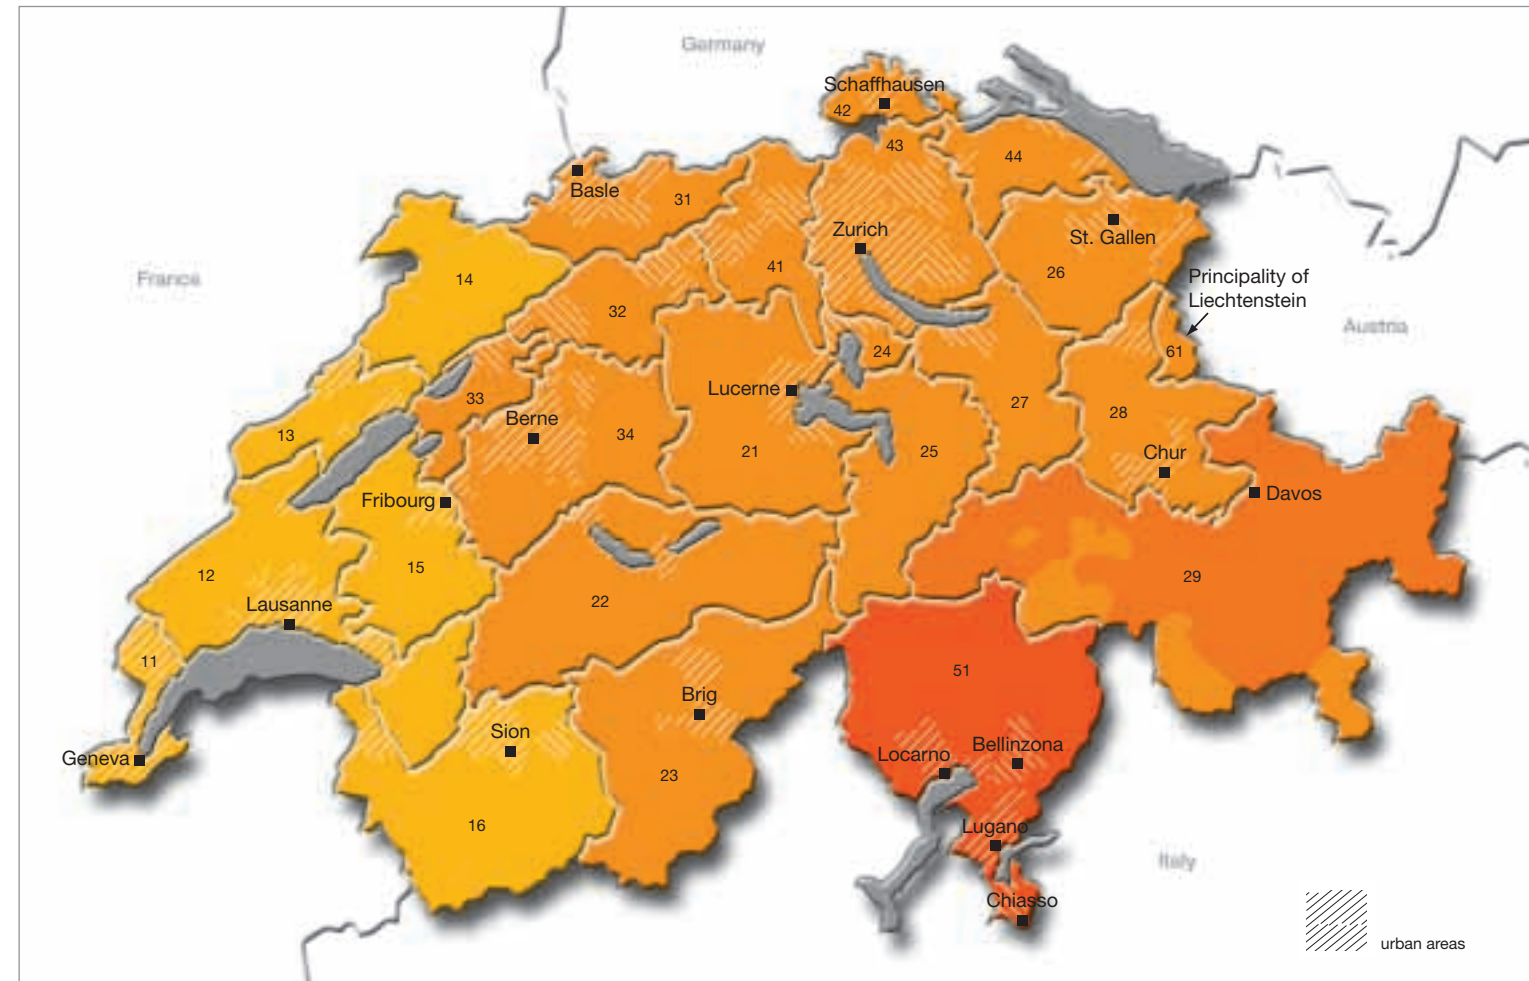 Germany
Schaffhausen
42
43
44
Basle
31
Zurich
St. Gallen
41
26
14
France
Principality of
Liechtenstein
32
Austria
24
61
Lucerne
33
27
28
Berne
34
13
21
25
Chur
Fribourg
Davos
12
15
29
22
Lausanne
11
51
Brig
Sion
Bellinzona
Locarno
Geneva
23
16
Lugano
Italy
Chiasso
urban areas